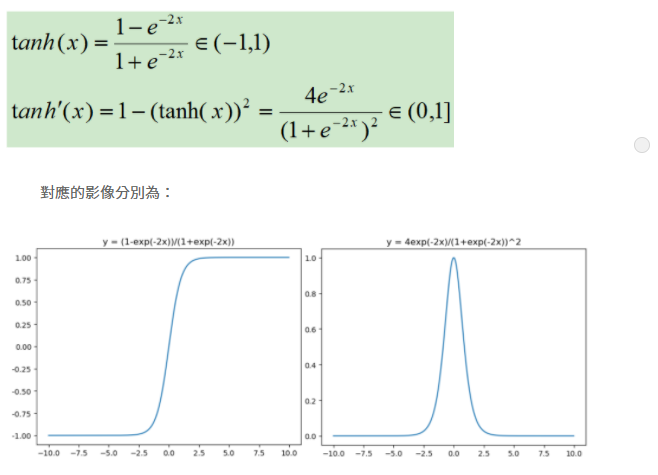 tanh(x) = \frac{1-e^{-2x}}{1+e^{-2x}} ∈ (−1,1)
tanh′(x) = 1 − (tanh(x))² = \frac{4e^{-2x}}{(1+e^{-2x})^2} ∈ (0,1]
對應的影像分別為：
y = (1-exp(-2x))/(1+exp(-2x))
1.00
0.75
0.50
0.25
0.00
-0.25
-0.50
-0.75
-1.00
−10.0 −7.5 −5.0 −2.5 0.0 2.5 5.0 7.5 10.0
y = 4exp(-2x)/(1+exp(-2x))^2
1.0
0.8
0.6
0.4
0.2
0.0
−10.0 −7.5 −5.0 −2.5 0.0 2.5 5.0 7.5 10.0